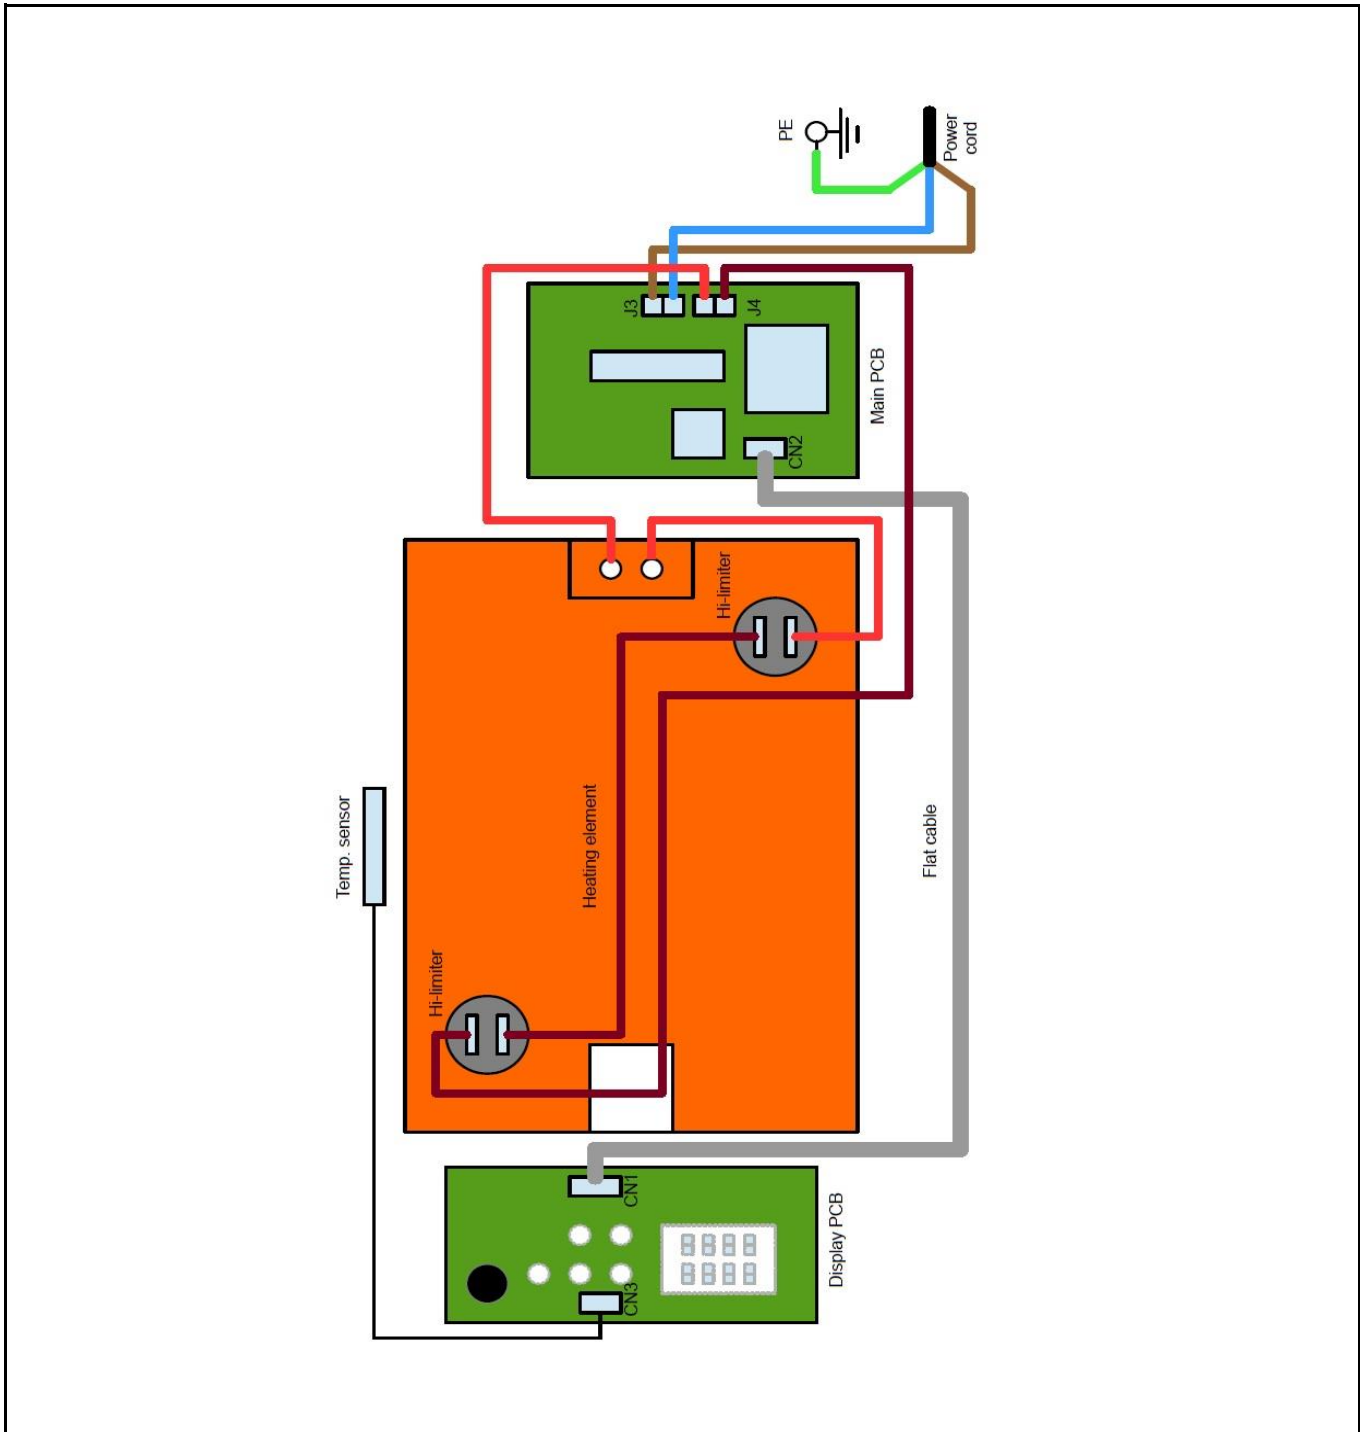 PE
Power
cord
J3
J4
Main PCB
CN2
Hi-limiter
Temp. sensor
Heating element
Flat cable
Hi-limiter
CN1
Display PCB
CN3